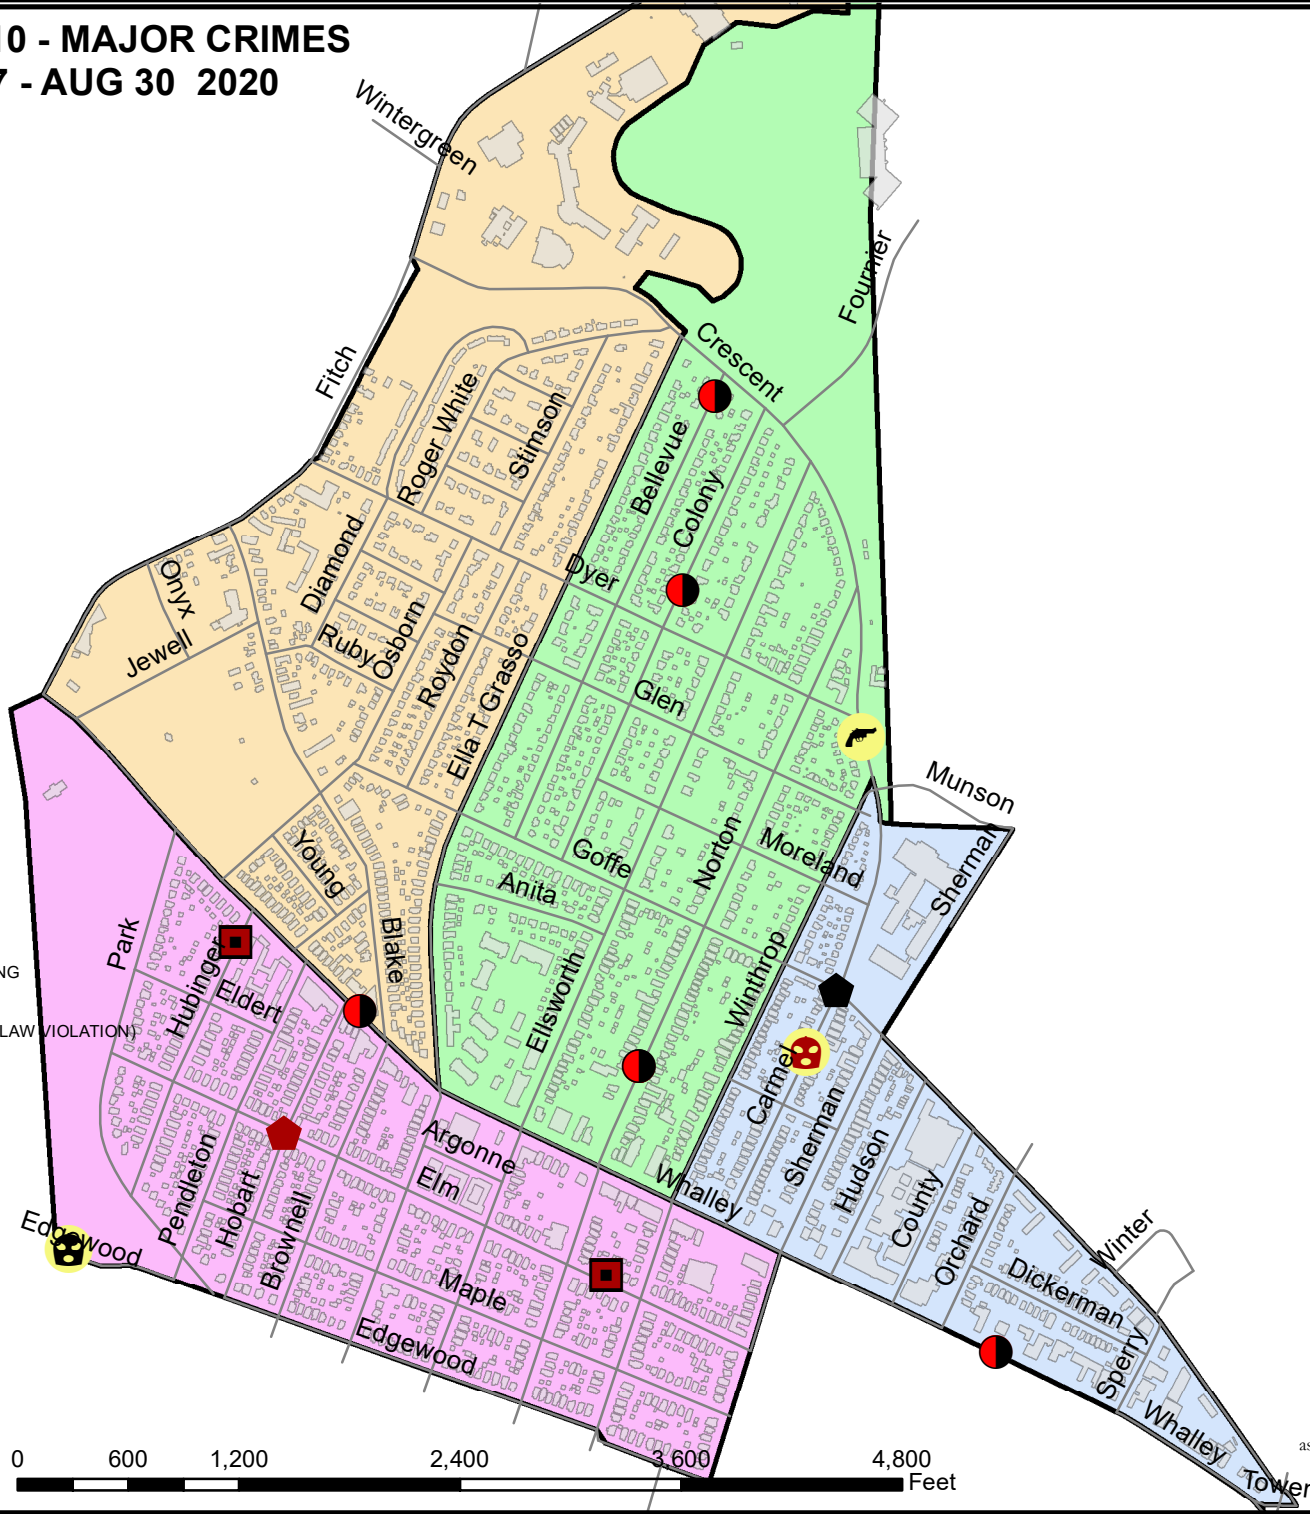 10 - MAJOR CRIMES
7 - AUG 30 2020
Wintergreen
Fournier
Fitch
Crescent
Roger White
Stimson
Bellevue
Colony
Dyer
Diamond
Onyx
Jewell
Ruby
Osborn
Roydon
Ella T Grasso
Glen
Munson
Sherman
Moreland
Norton
Goffe
Anita
Young
Blake
Park
Hubinger
Eldert
Ellsworth
Winthrop
NG
LAW VIOLATION)
Carmel
Sherman
Hudson
County
Orchard
Winter
Dickerman
Sperry
Whalley
Argonne
Elm
Whalley
Pendleton
Hobart
Brownell
Edgewood
Maple
Edgewood
0 600 1,200 2,400 3,600 4,800
Feet
Tower
as